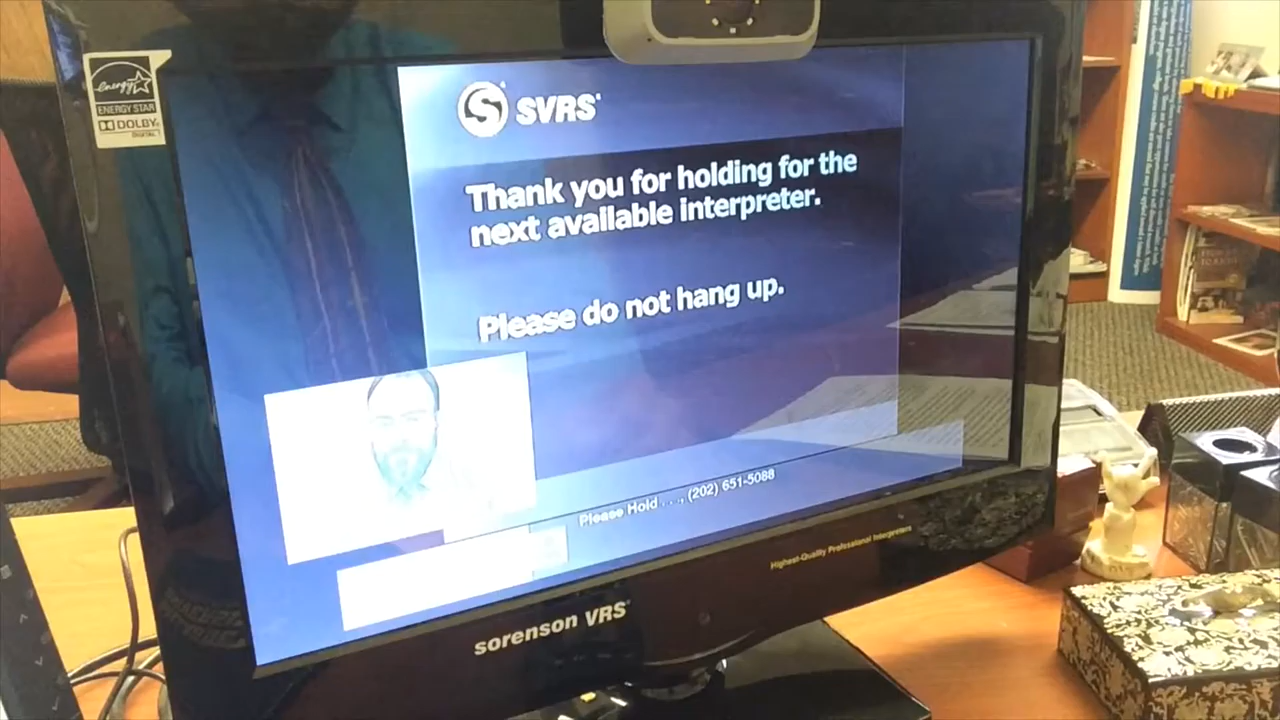 energy
ENERGY STAR
DOLBY
DIGITAL
SVRS
Thank you for holding for the
next available interpreter.
Please do not hang up.
Please Hold . . ., (202) 651-5088
Highest-Quality Professional Interpreters
sorenson VRS